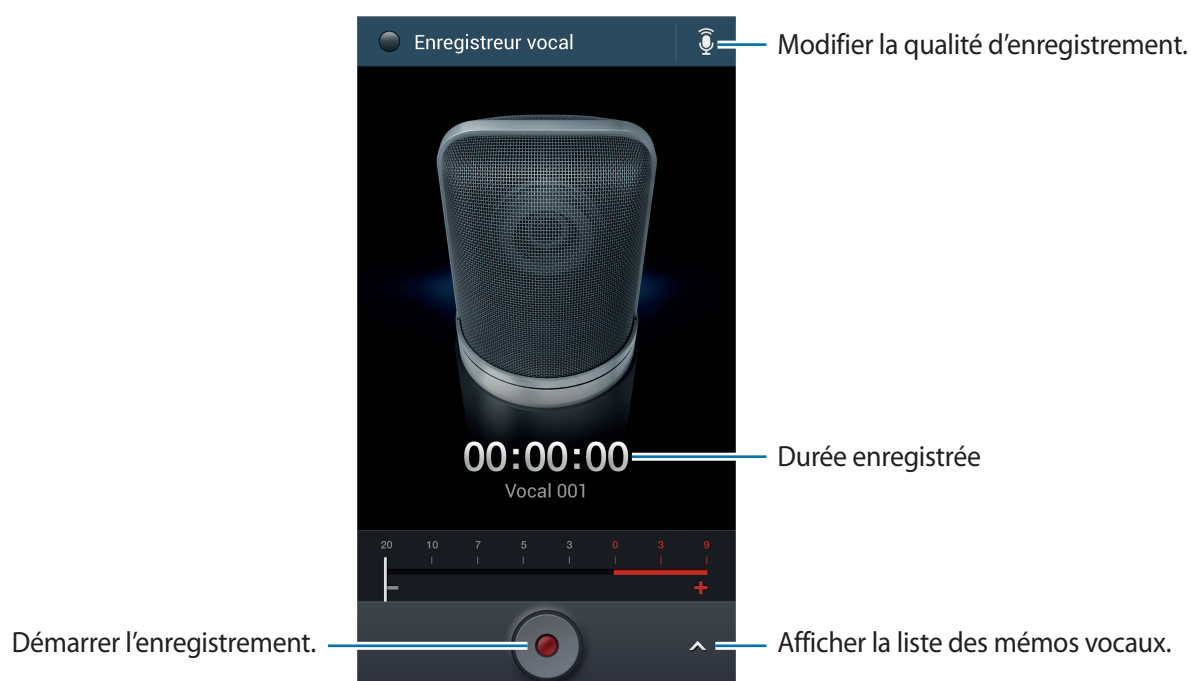 Enregistreur vocal
Modifier la qualité d'enregistrement.
00:00:00
Durée enregistrée
Vocal 001
20 10 7 5 3 0 3 9
− +
Démarrer l'enregistrement.
Afficher la liste des mémos vocaux.